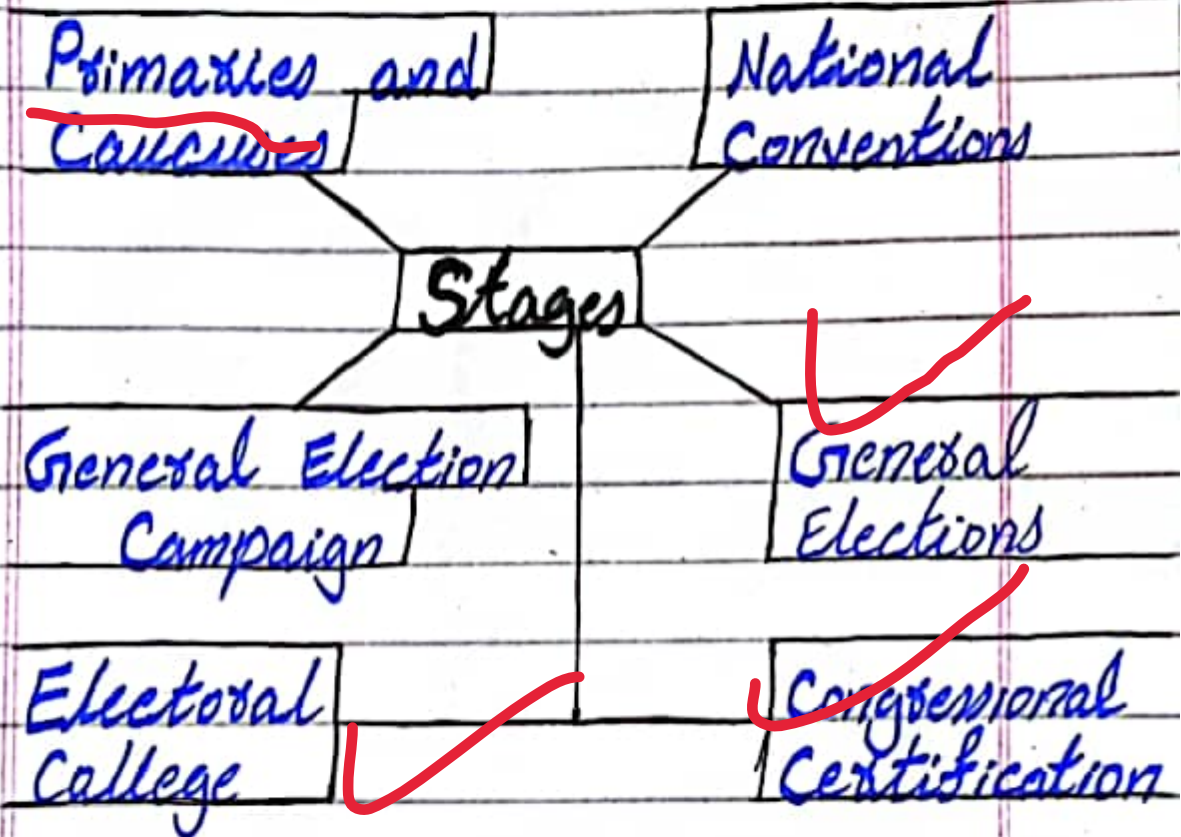 Primaries and
Caucuses
National
Conventions
Stages
General Election
Campaign
General
Elections
Electoral
College
Congressional
Certification